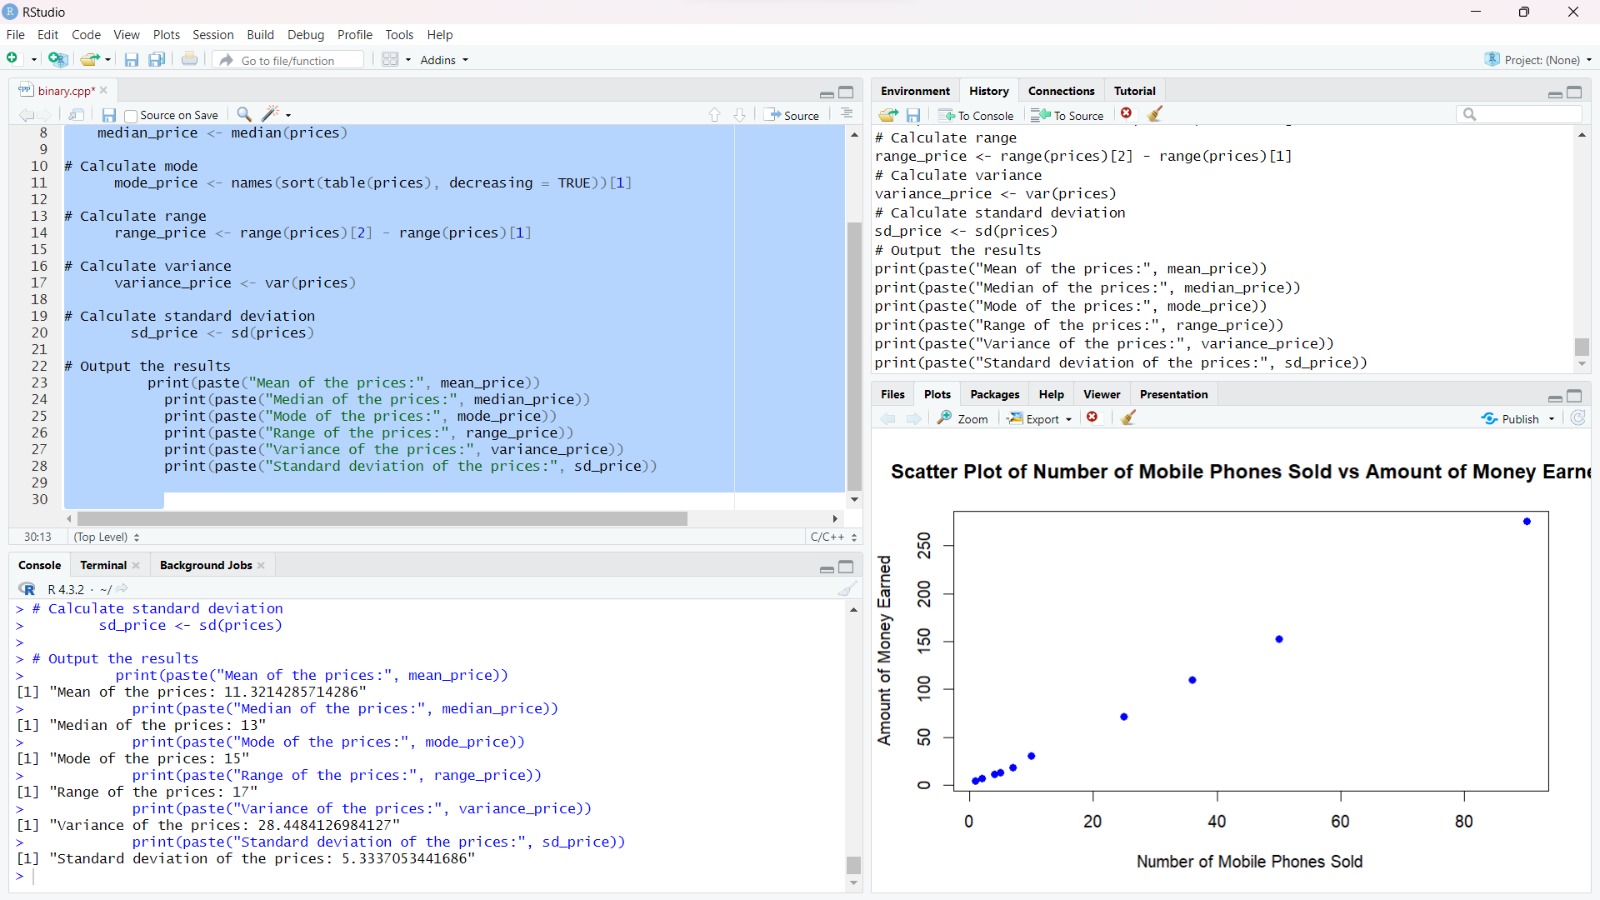 RStudio
File Edit Code View Plots Session Build Debug Profile Tools Help
Go to file/function Addins Project: (None)
binary.cpp*
Source on Save Source
8 median_price <- median(prices)
9
10 # Calculate mode
11 mode_price <- names(sort(table(prices), decreasing = TRUE))[1]
12
13 # Calculate range
14 range_price <- range(prices)[2] - range(prices)[1]
15
16 # Calculate variance
17 variance_price <- var(prices)
18
19 # Calculate standard deviation
20 sd_price <- sd(prices)
21
22 # Output the results
23 print(paste("Mean of the prices:", mean_price))
24 print(paste("Median of the prices:", median_price))
25 print(paste("Mode of the prices:", mode_price))
26 print(paste("Range of the prices:", range_price))
27 print(paste("Variance of the prices:", variance_price))
28 print(paste("Standard deviation of the prices:", sd_price))
29
30
30:13 (Top Level) C/C++
Console Terminal Background Jobs
R 4.3.2 · ~/
> # Calculate standard deviation
> sd_price <- sd(prices)
>
> # Output the results
> print(paste("Mean of the prices:", mean_price))
[1] "Mean of the prices: 11.3214285714286"
> print(paste("Median of the prices:", median_price))
[1] "Median of the prices: 13"
> print(paste("Mode of the prices:", mode_price))
[1] "Mode of the prices: 15"
> print(paste("Range of the prices:", range_price))
[1] "Range of the prices: 17"
> print(paste("Variance of the prices:", variance_price))
[1] "Variance of the prices: 28.4484126984127"
> print(paste("Standard deviation of the prices:", sd_price))
[1] "Standard deviation of the prices: 5.3337053441686"
>
Environment History Connections Tutorial
To Console To Source
# Calculate range
range_price <- range(prices)[2] - range(prices)[1]
# Calculate variance
variance_price <- var(prices)
# Calculate standard deviation
sd_price <- sd(prices)
# Output the results
print(paste("Mean of the prices:", mean_price))
print(paste("Median of the prices:", median_price))
print(paste("Mode of the prices:", mode_price))
print(paste("Range of the prices:", range_price))
print(paste("Variance of the prices:", variance_price))
print(paste("Standard deviation of the prices:", sd_price))
Files Plots Packages Help Viewer Presentation
Zoom Export Publish
Scatter Plot of Number of Mobile Phones Sold vs Amount of Money Earne
Amount of Money Earned
250
200
150
100
50
0
0 20 40 60 80
Number of Mobile Phones Sold